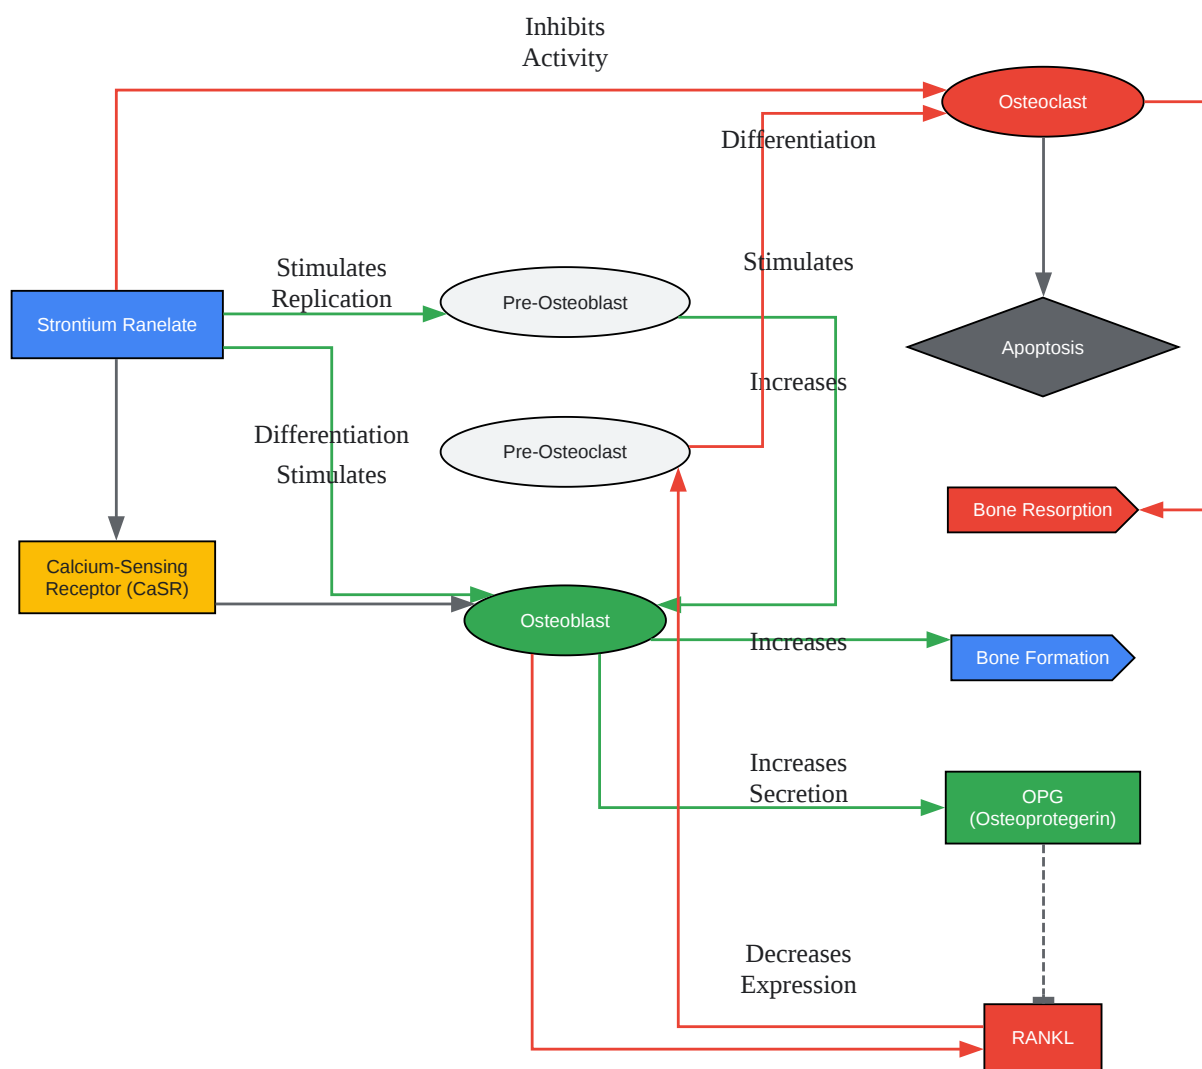 Inhibits
Activity
Osteoclast
Differentiation
Stimulates
Replication
Stimulates
Pre-Osteoblast
Strontium Ranelate
Apoptosis
Increases
Differentiation
Pre-Osteoclast
Stimulates
Bone Resorption
Calcium-Sensing
Receptor (CaSR)
Osteoblast
Increases
Bone Formation
Increases
Secretion
OPG
(Osteoprotegerin)
Decreases
Expression
RANKL